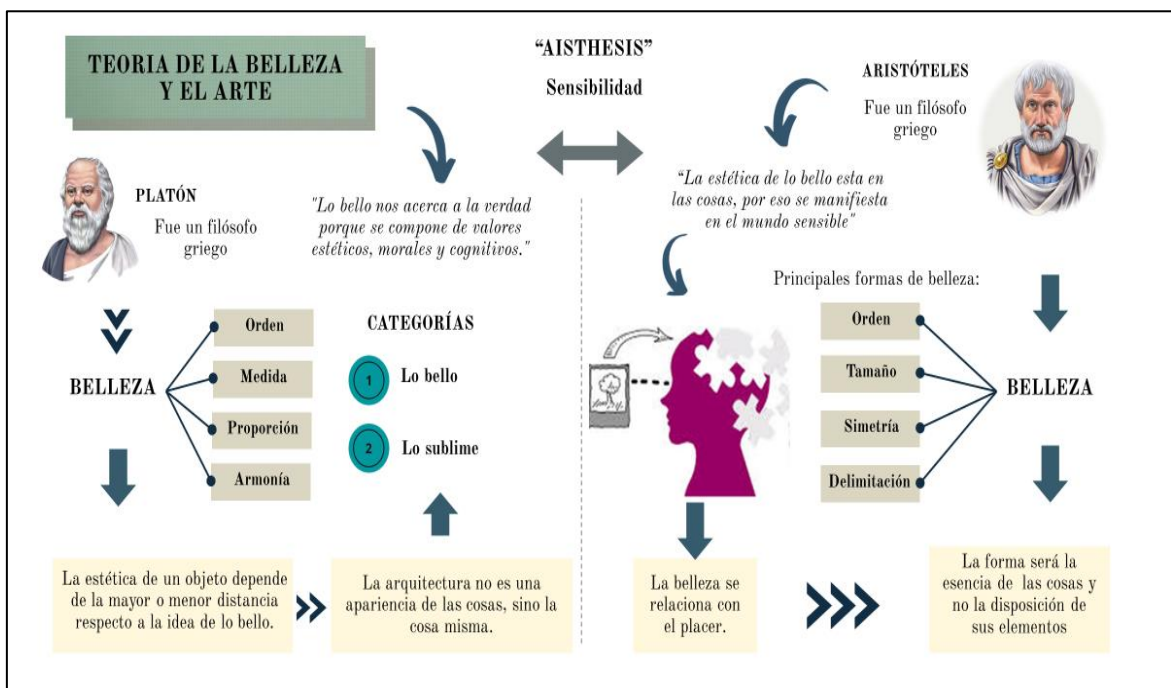 TEORIA DE LA BELLEZA
Y EL ARTE
“AISTHESIS”
Sensibilidad
PLATÓN
Fue un filósofo
griego
"Lo bello nos acerca a la verdad
porque se compone de valores
estéticos, morales y cognitivos."
BELLEZA
Orden
Medida
Proporción
Armonía
CATEGORÍAS
1 Lo bello
2 Lo sublime
La estética de un objeto depende
de la mayor o menor distancia
respecto a la idea de lo bello.
La arquitectura no es una
apariencia de las cosas, sino la
cosa misma.
ARISTÓTELES
Fue un filósofo
griego
“La estética de lo bello esta en
las cosas, por eso se manifiesta
en el mundo sensible"
Principales formas de belleza:
Orden
Tamaño
Simetría
Delimitación
BELLEZA
La belleza se
relaciona con
el placer.
La forma será la
esencia de las cosas y
no la disposición de
sus elementos